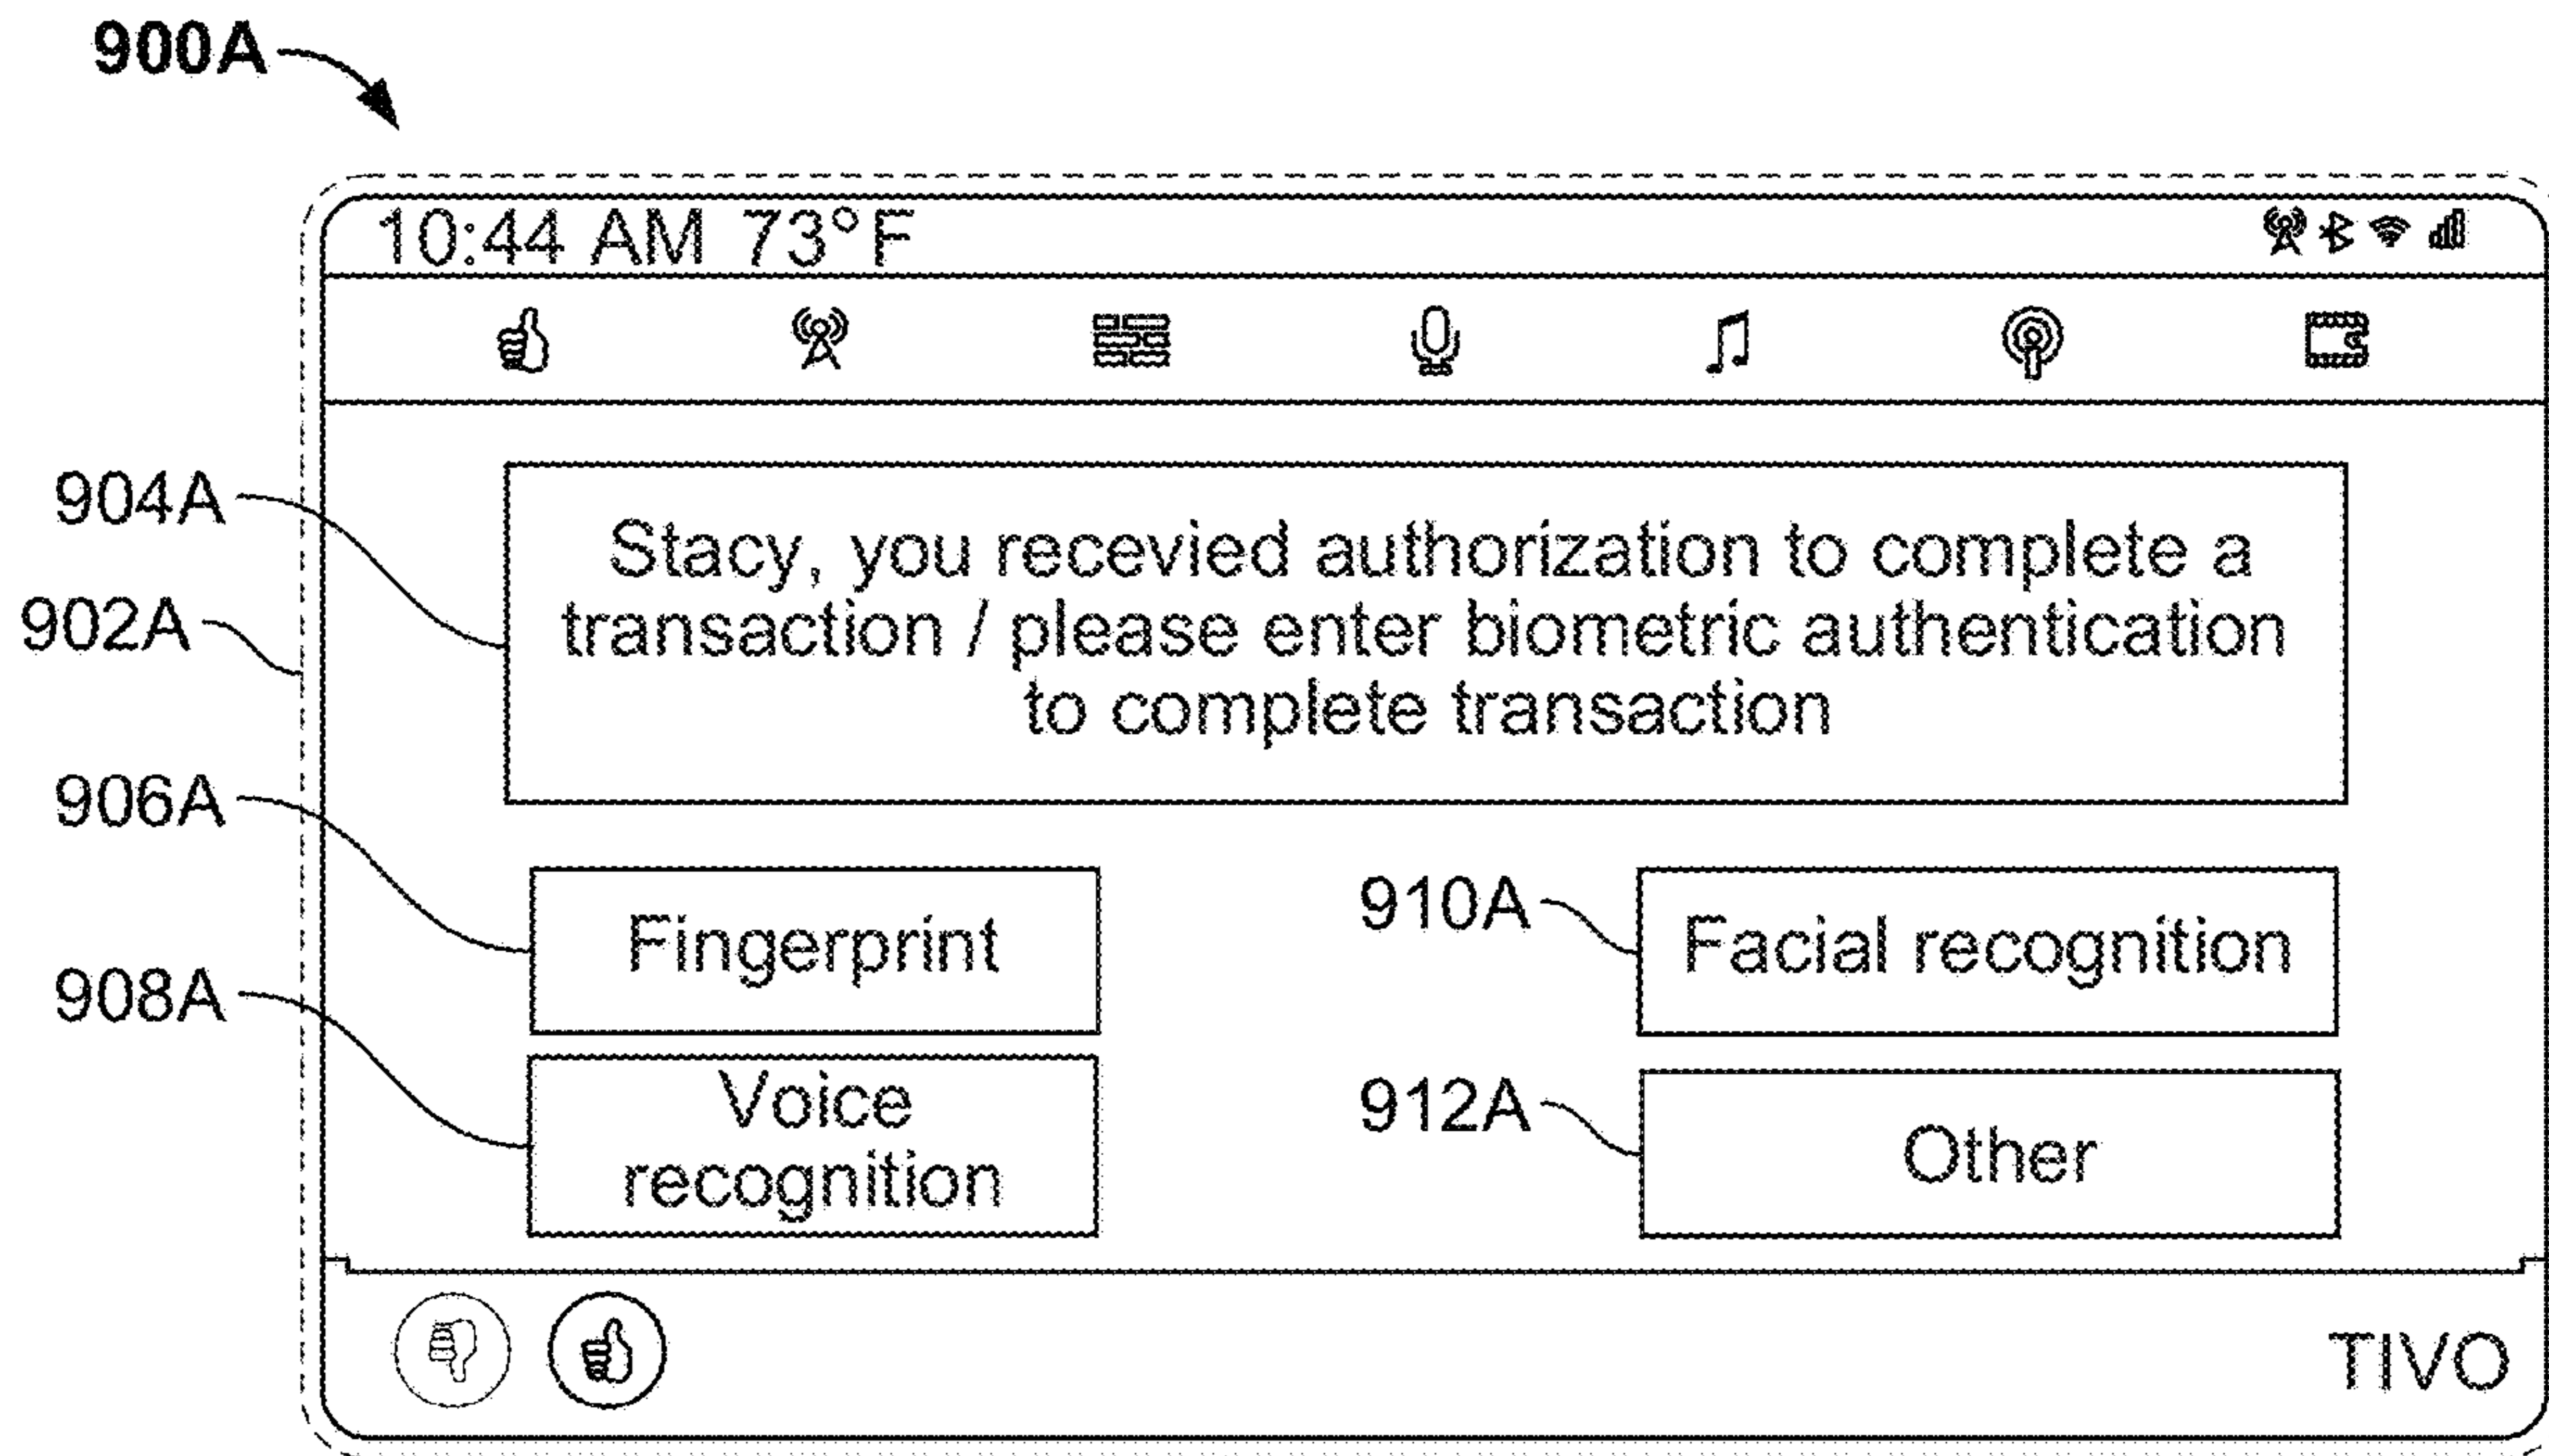 900A
10:44 AM 73°F
904A
Stacy, you recevied authorization to complete a
transaction / please enter biometric authentication
to complete transaction
902A
906A
Fingerprint
910A
Facial recognition
908A
Voice
recognition
912A
Other
TIVO